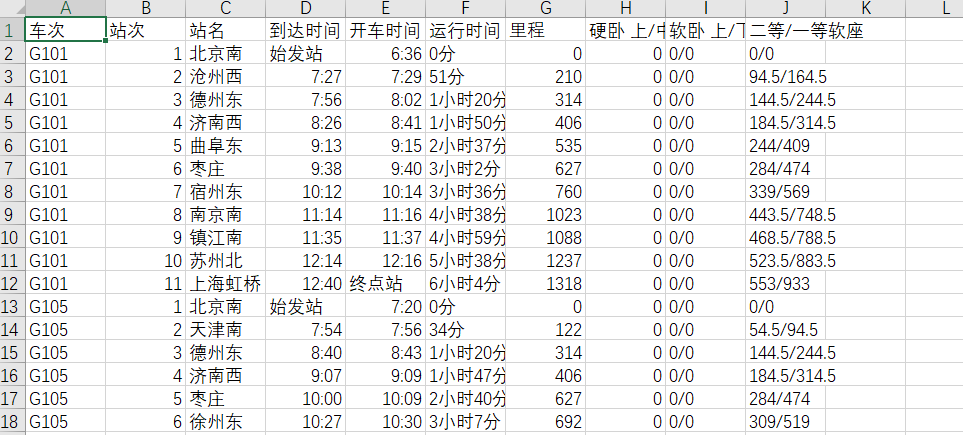 A B C D E F G H I J K L
1 车次 站次 站名 到达时间 开车时间 运行时间 里程 硬卧 上/中 软卧 上/下 二等/一等软座
2 G101 1 北京南 始发站 6:36 0分 0 0 0/0 0/0
3 G101 2 沧州西 7:27 7:29 51分 210 0 0/0 94.5/164.5
4 G101 3 德州东 7:56 8:02 1小时20分 314 0 0/0 144.5/244.5
5 G101 4 济南西 8:26 8:41 1小时50分 406 0 0/0 184.5/314.5
6 G101 5 曲阜东 9:13 9:15 2小时37分 535 0 0/0 244/409
7 G101 6 枣庄 9:38 9:40 3小时2分 627 0 0/0 284/474
8 G101 7 宿州东 10:12 10:14 3小时36分 760 0 0/0 339/569
9 G101 8 南京南 11:14 11:16 4小时38分 1023 0 0/0 443.5/748.5
10 G101 9 镇江南 11:35 11:37 4小时59分 1088 0 0/0 468.5/788.5
11 G101 10 苏州北 12:14 12:16 5小时38分 1237 0 0/0 523.5/883.5
12 G101 11 上海虹桥 12:40 终点站 6小时4分 1318 0 0/0 553/933
13 G105 1 北京南 始发站 7:20 0分 0 0 0/0 0/0
14 G105 2 天津南 7:54 7:56 34分 122 0 0/0 54.5/94.5
15 G105 3 德州东 8:40 8:43 1小时20分 314 0 0/0 144.5/244.5
16 G105 4 济南西 9:07 9:09 1小时47分 406 0 0/0 184.5/314.5
17 G105 5 枣庄 10:00 10:09 2小时40分 627 0 0/0 284/474
18 G105 6 徐州东 10:27 10:30 3小时7分 692 0 0/0 309/519